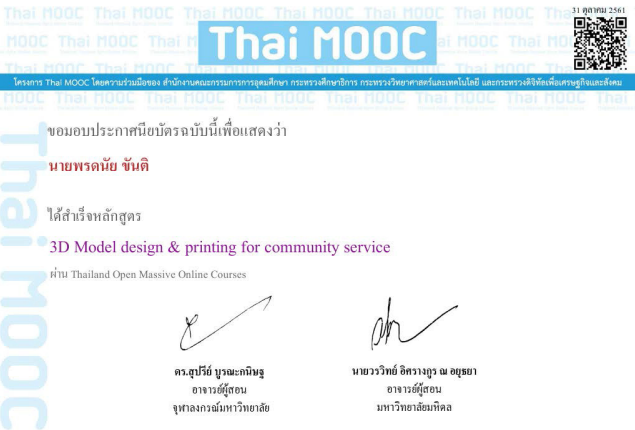 31 ตุลาคม 2561
Thai MOOC
โครงการ Thai MOOC โดยความร่วมมือของ สำนักงานคณะกรรมการการอุดมศึกษา กระทรวงศึกษาธิการ กระทรวงวิทยาศาสตร์และเทคโนโลยี และกระทรวงดิจิทัลเพื่อเศรษฐกิจและสังคม
Thai MOOC
ขอมอบประกาศนียบัตรฉบับนี้เพื่อแสดงว่า
นายพรดนัย ขันติ
ได้สำเร็จหลักสูตร
3D Model design & printing for community service
ผ่าน Thailand Open Massive Online Courses
ดร.สุปรีย์ บูรณะกนิษฐ
นายวรวิทย์ อิศรางกูร ณ อยุธยา
อาจารย์ผู้สอน
อาจารย์ผู้สอน
จุฬาลงกรณ์มหาวิทยาลัย
มหาวิทยาลัยมหิดล